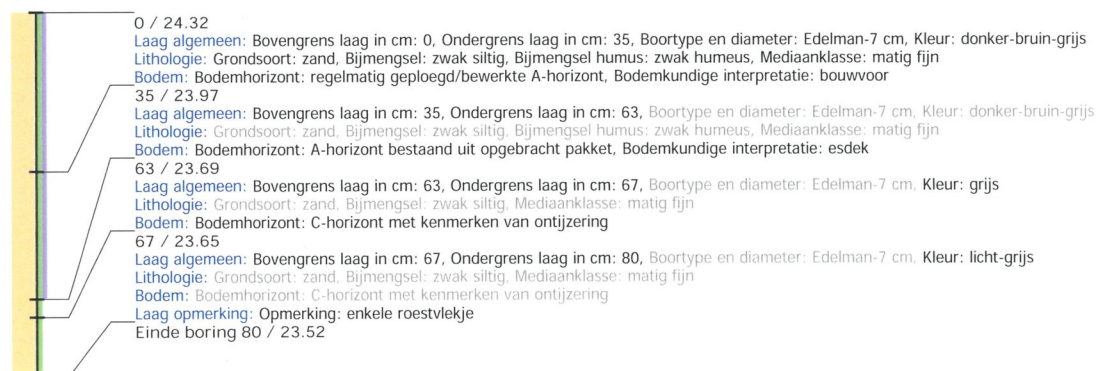 0 / 24.32
Laag algemeen: Bovengrens laag in cm: 0, Ondergrens laag in cm: 35, Boortype en diameter: Edelman-7 cm, Kleur: donker-bruin-grijs
Lithologie: Grondsoort: zand, Bijmengsel: zwak siltig, Bijmengsel humus: zwak humeus, Mediaanklasse: matig fijn
Bodem: Bodemhorizont: regelmatig geploegd/bewerkte A-horizont, Bodemkundige interpretatie: bouwvoor
35 / 23.97
Laag algemeen: Bovengrens laag in cm: 35, Ondergrens laag in cm: 63, Boortype en diameter: Edelman-7 cm, Kleur: donker-bruin-grijs
Lithologie: Grondsoort: zand, Bijmengsel: zwak siltig, Bijmengsel humus: zwak humeus, Mediaanklasse: matig fijn
Bodem: Bodemhorizont: A-horizont bestaand uit opgebracht pakket, Bodemkundige interpretatie: esdek
63 / 23.69
Laag algemeen: Bovengrens laag in cm: 63, Ondergrens laag in cm: 67, Boortype en diameter: Edelman-7 cm, Kleur: grijs
Lithologie: Grondsoort: zand, Bijmengsel: zwak siltig, Mediaanklasse: matig fijn
Bodem: Bodemhorizont: C-horizont met kenmerken van ontijzering
67 / 23.65
Laag algemeen: Bovengrens laag in cm: 67, Ondergrens laag in cm: 80, Boortype en diameter: Edelman-7 cm, Kleur: licht-grijs
Lithologie: Grondsoort: zand, Bijmengsel: zwak siltig, Mediaanklasse: matig fijn
Bodem: Bodemhorizont: C-horizont met kenmerken van ontijzering
Laag opmerking: Opmerking: enkele roestvlekje
Einde boring 80 / 23.52